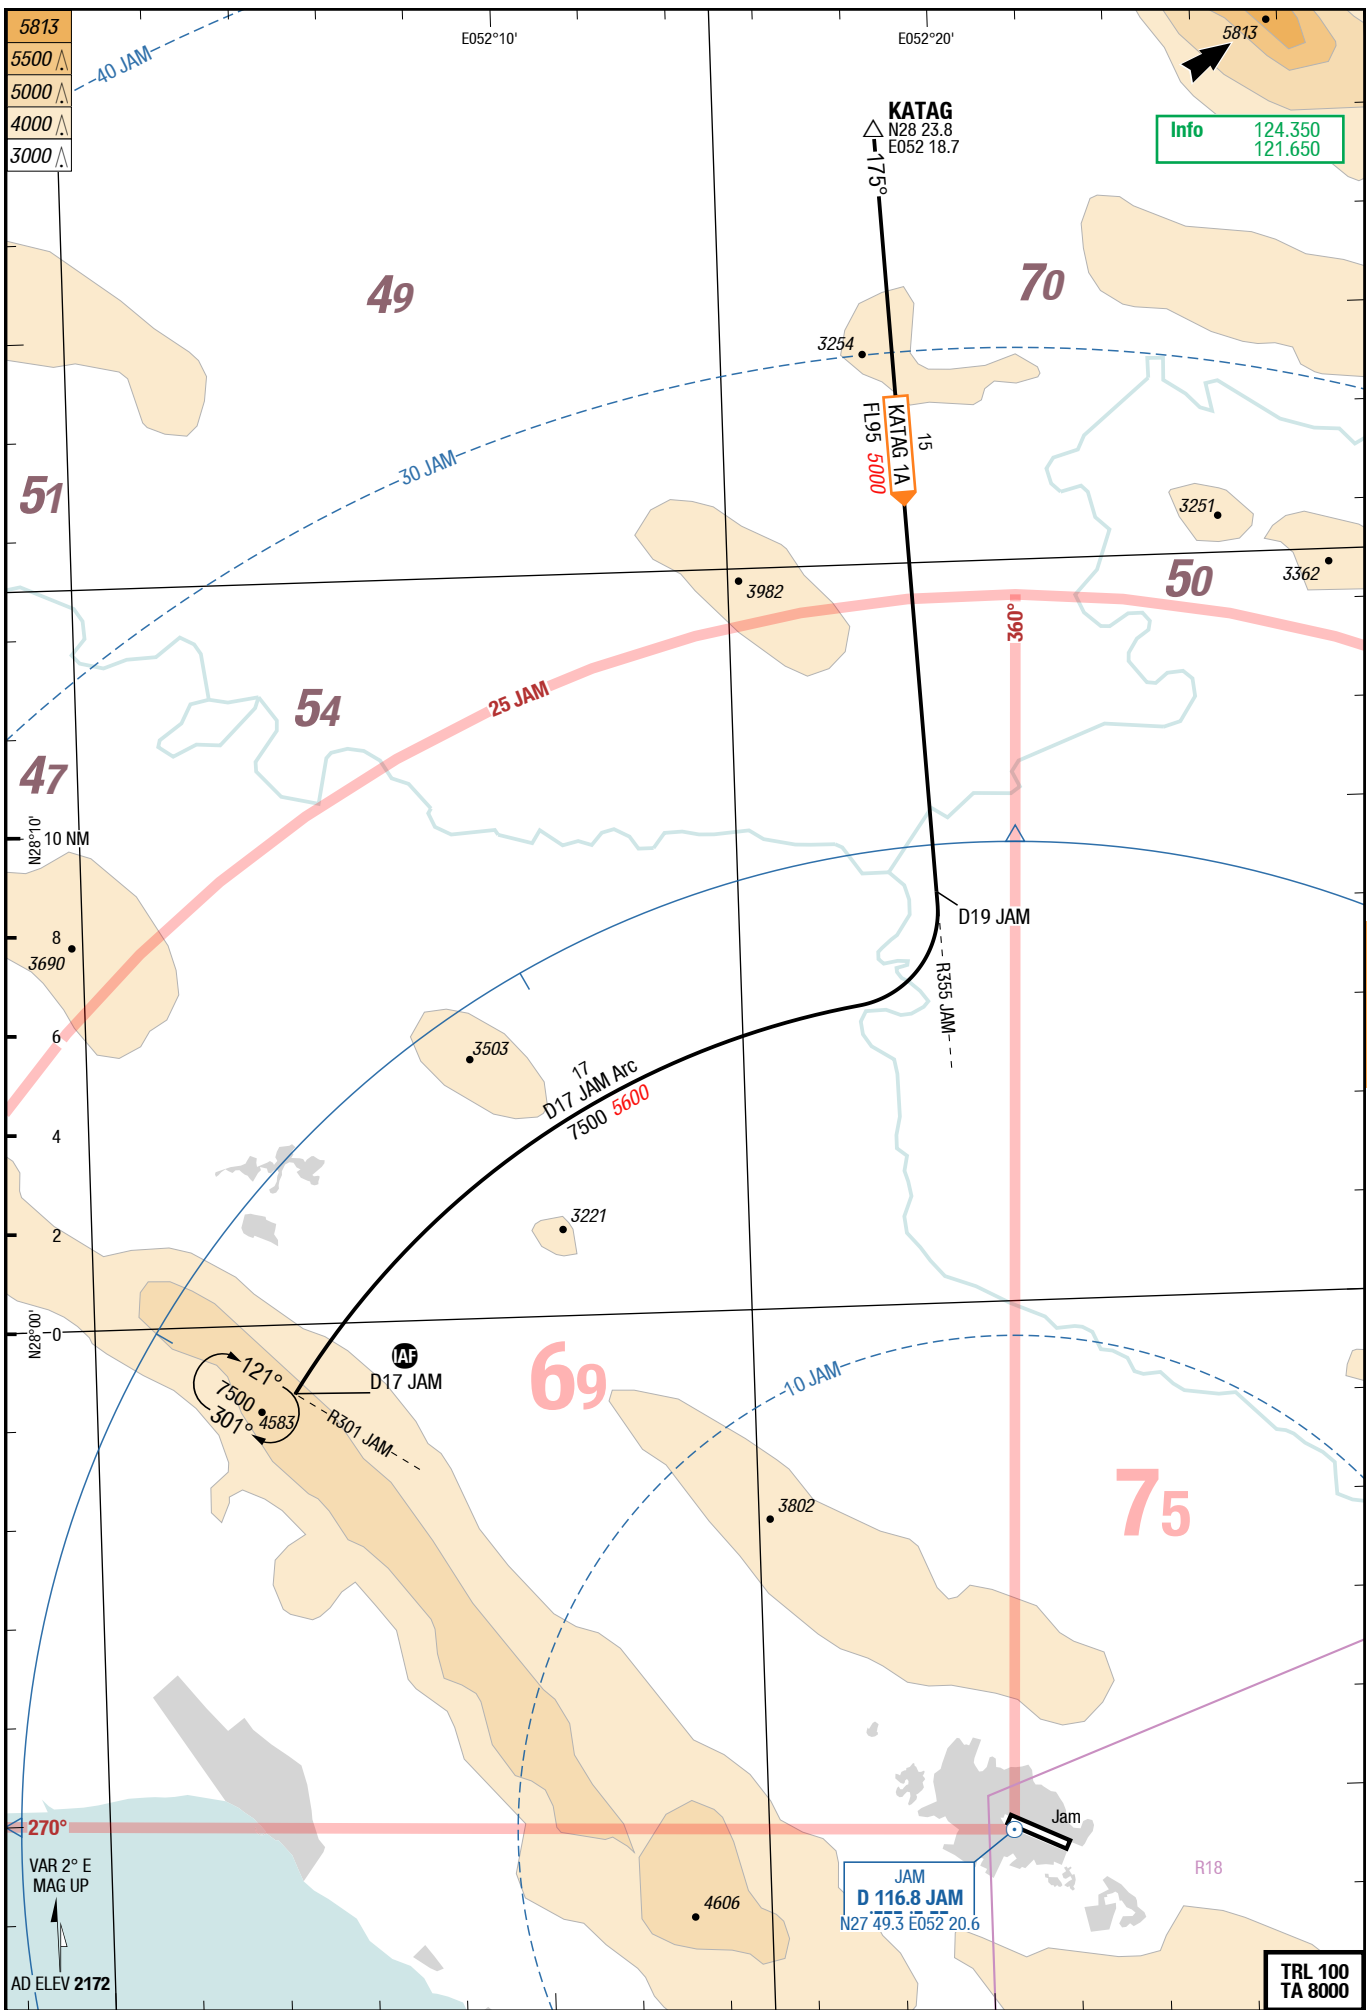 5813
5500
5000
4000
3000
40 JAM
E052°10'
E052°20'
5813
KATAG
N28 23.8
E052 18.7
Info 124.350
121.650
175°
49
70
3254
30 JAM
15
KATAG 1A
FL95 5000
51
3251
3362
3982
50
360°
25 JAM
54
47
N28°10'
10 NM
D19 JAM
8
3690
R355 JAM
6
3503
17
D17 JAM Arc
7500 5600
4
3221
2
N28°00'
0
IAF
D17 JAM
121°
7500
301°
4583
R301 JAM
69
10 JAM
75
3802
270°
Jam
VAR 2° E
MAG UP
R18
JAM
D 116.8 JAM
N27 49.3 E052 20.6
4606
AD ELEV 2172
TRL 100
TA 8000